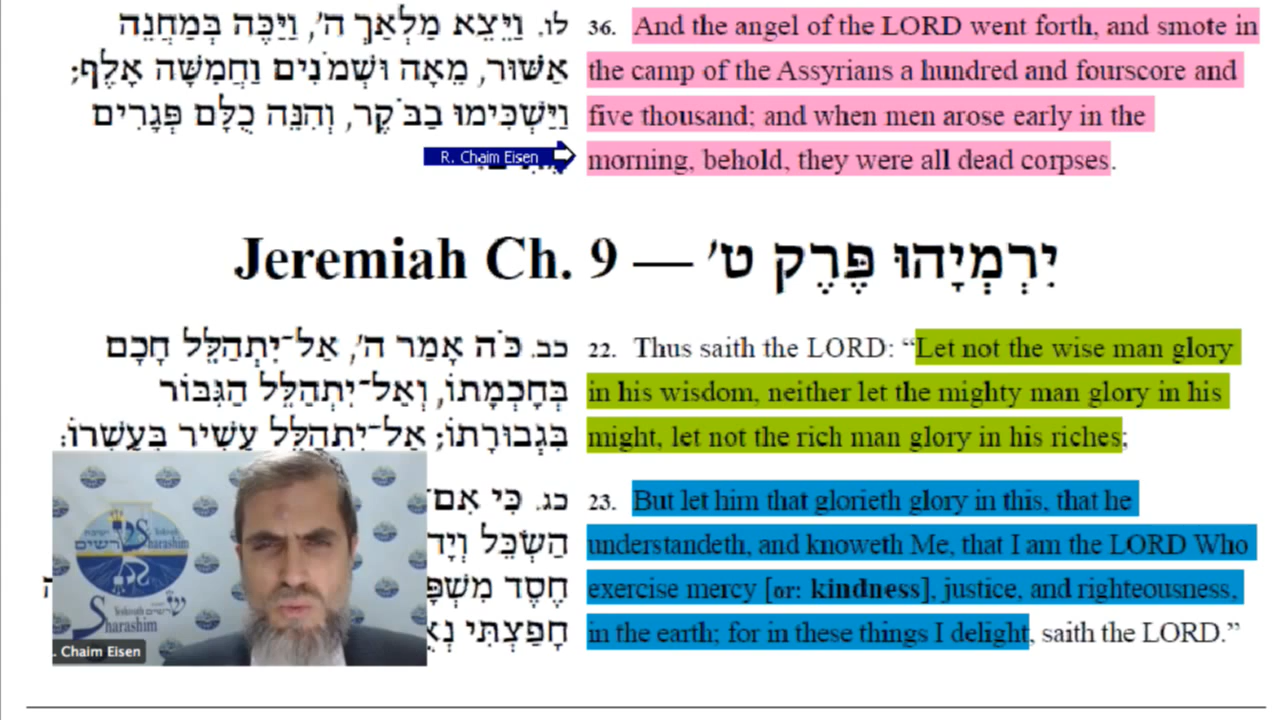 לו. וַיֵּצֵא מַלְאַךְ ה', וַיַּכֶּה בְּמַחֲנֵה
אַשּׁוּר, מֵאָה וּשְׁמֹנִים וַחֲמִשָּׁה אָלֶף;
וַיַּשְׁכִּימוּ בַבֹּקֶר, וְהִנֵּה כֻלָּם פְּגָרִים
R. Chaim Eisen
36. And the angel of the LORD went forth, and smote in
the camp of the Assyrians a hundred and fourscore and
five thousand; and when men arose early in the
morning, behold, they were all dead corpses.
Jeremiah Ch. 9 — יִרְמְיָהוּ פֶּרֶק ט'
כב. כֹּה אָמַר ה', אַל־יִתְהַלֵּל חָכָם
בְּחָכְמָתוֹ, וְאַל־יִתְהַלֵּל הַגִּבּוֹר
בִּגְבוּרָתוֹ; אַל־יִתְהַלֵּל עָשִׁיר בְּעָשְׁרוֹ:
22. Thus saith the LORD: “Let not the wise man glory
in his wisdom, neither let the mighty man glory in his
might, let not the rich man glory in his riches;
כג. כִּי אִם־
הַשְׂכֵּל
חֶסֶד
חָפַצְתִּי
23. But let him that glorieth glory in this, that he
understandeth, and knoweth Me, that I am the LORD Who
exercise mercy [or: kindness], justice, and righteousness,
in the earth; for in these things I delight, saith the LORD.”
ישיבת
שרשים
Yeshivath
Sharashim
Yeshivath שרשים
Sharashim
. Chaim Eisen